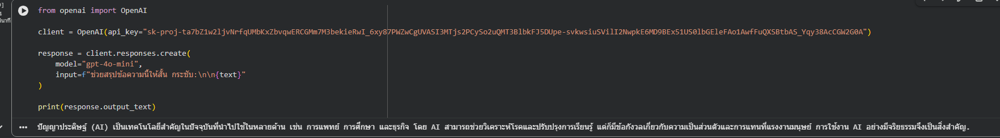 from openai import OpenAI
client = OpenAI(api_key="")
response = client.responses.create(
model="gpt-4o-mini",
input=f"ช่วยสรุปข้อความนี้ให้สั้น กระชับ:\n\n{text}"
)
print(response.output_text)
ปัญญาประดิษฐ์ (AI) เป็นเทคโนโลยีสำคัญในปัจจุบันที่นำไปใช้ในหลายด้าน เช่น การแพทย์ การศึกษา และธุรกิจ โดย AI สามารถช่วยวิเคราะห์โรคและปรับปรุงการเรียนรู้ แต่ก็มีข้อกังวลเกี่ยวกับความเป็นส่วนตัวและการแทนที่แรงงานมนุษย์ การใช้งาน AI อย่างมีจริยธรรมจึงเป็นสิ่งสำคัญ.